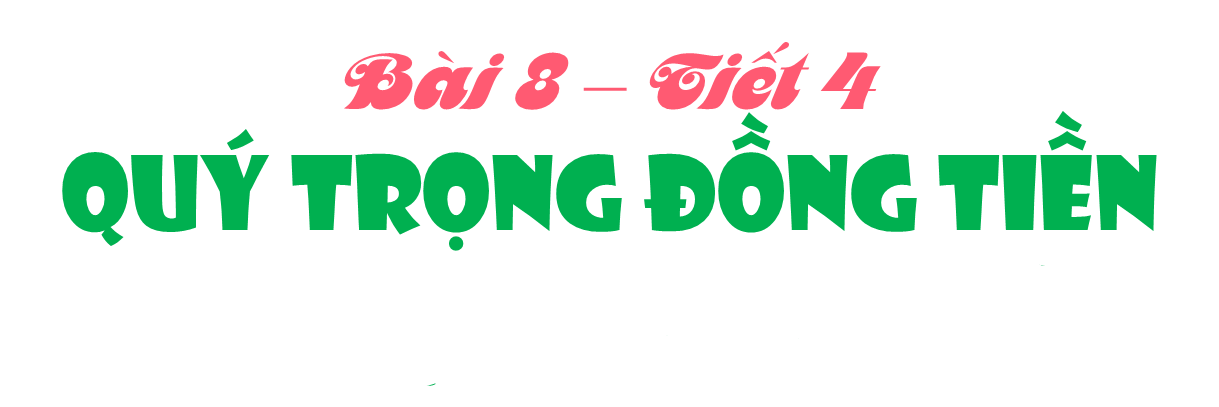 Bài 8 – Tiết 4
QUÝ TRỌNG ĐỒNG TIỀN